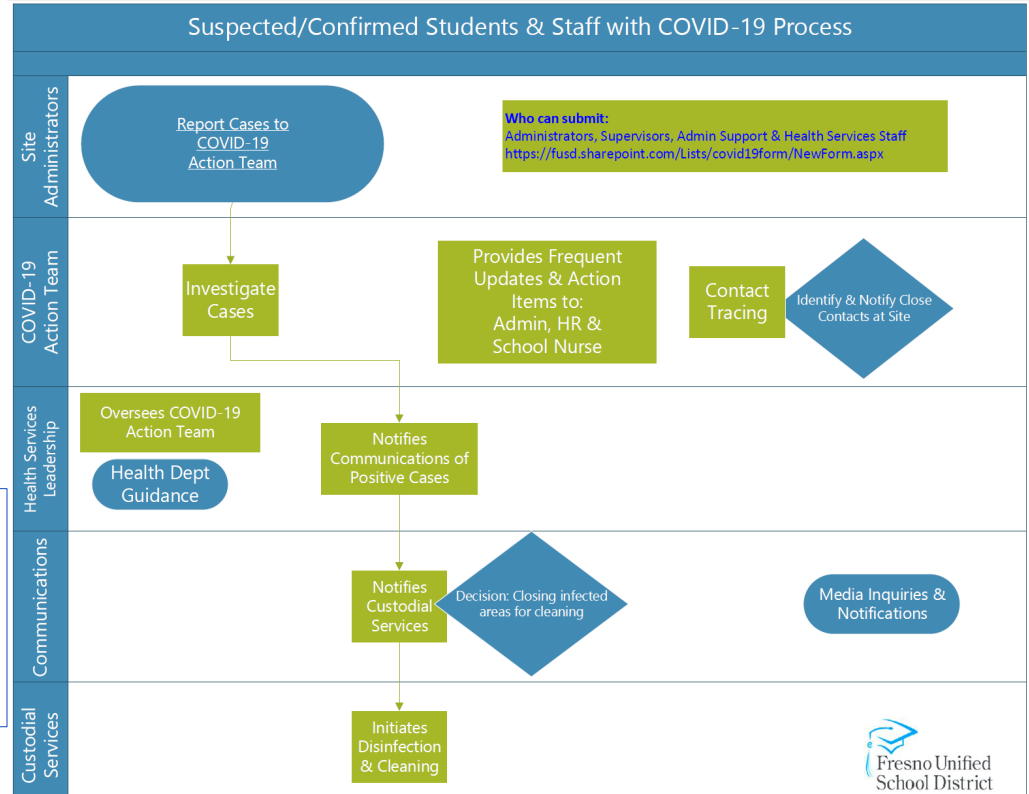 Suspected/Confirmed Students & Staff with COVID-19 Process
Site
Administrators
Report Cases to
COVID-19
Action Team
Who can submit:
Administrators, Supervisors, Admin Support & Health Services Staff
https://fusd.sharepoint.com/Lists/covid19form/NewForm.aspx
COVID-19
Action Team
Investigate
Cases
Provides Frequent
Updates & Action
Items to:
Admin, HR &
School Nurse
Contact
Tracing
Identify & Notify Close
Contacts at Site
Health Services
Leadership
Oversees COVID-19
Action Team
Health Dept
Guidance
Notifies
Communications of
Positive Cases
Communications
Notifies
Custodial
Services
Decision: Closing infected
areas for cleaning
Media Inquiries &
Notifications
Custodial
Services
Initiates
Disinfection
& Cleaning
Fresno Unified
School District